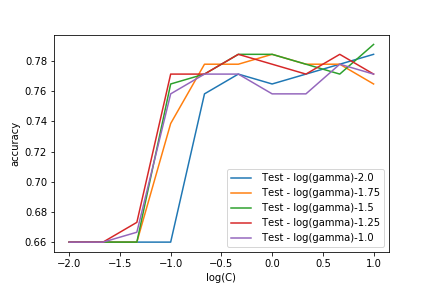 0.78
0.76
0.74
0.72
0.70
0.68
0.66
accuracy
Test - log(gamma)-2.0
Test - log(gamma)-1.75
Test - log(gamma)-1.5
Test - log(gamma)-1.25
Test - log(gamma)-1.0
−2.0 −1.5 −1.0 −0.5 0.0 0.5 1.0
log(C)